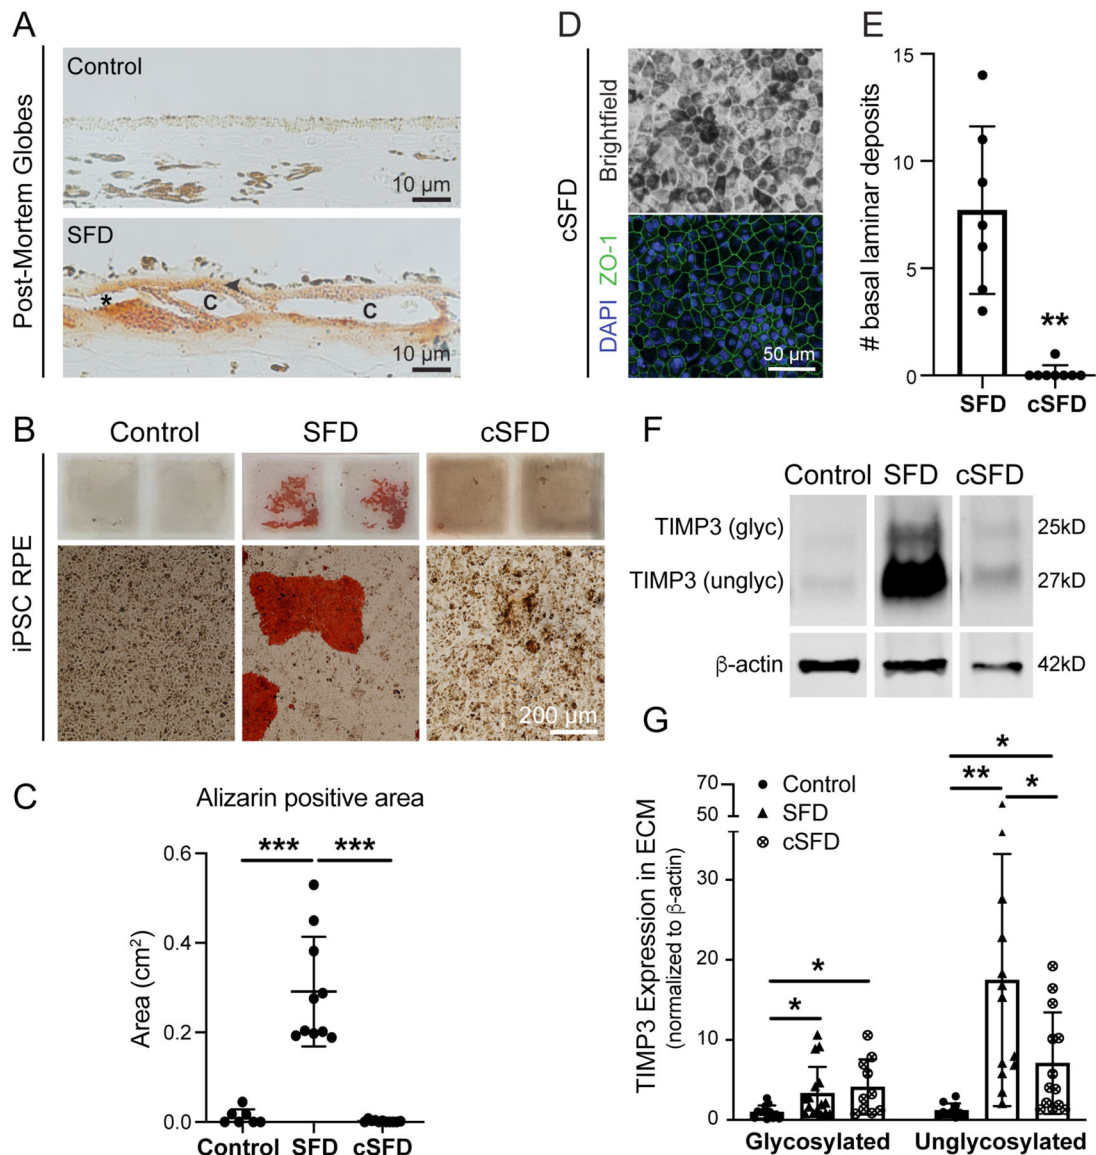 A
Post-Mortem Globes
Control
10 μm
SFD
*
C
C
10 μm
B
Control SFD cSFD
iPSC RPE
200 μm
C
Alizarin positive area
*** ***
Area (cm²)
0.6
0.4
0.2
0.0
Control SFD cSFD
D
cSFD
Brightfield
DAPI ZO-1
50 μm
E
# basal laminar deposits
15
10
5
0
**
SFD cSFD
F
Control SFD cSFD
TIMP3 (glyc) 25kD
TIMP3 (unglyc) 27kD
β-actin 42kD
G
TIMP3 Expression in ECM
(normalized to β-actin)
70
50
30
20
10
0
Control
SFD
cSFD
*
*
*
** *
Glycosylated Unglycosylated